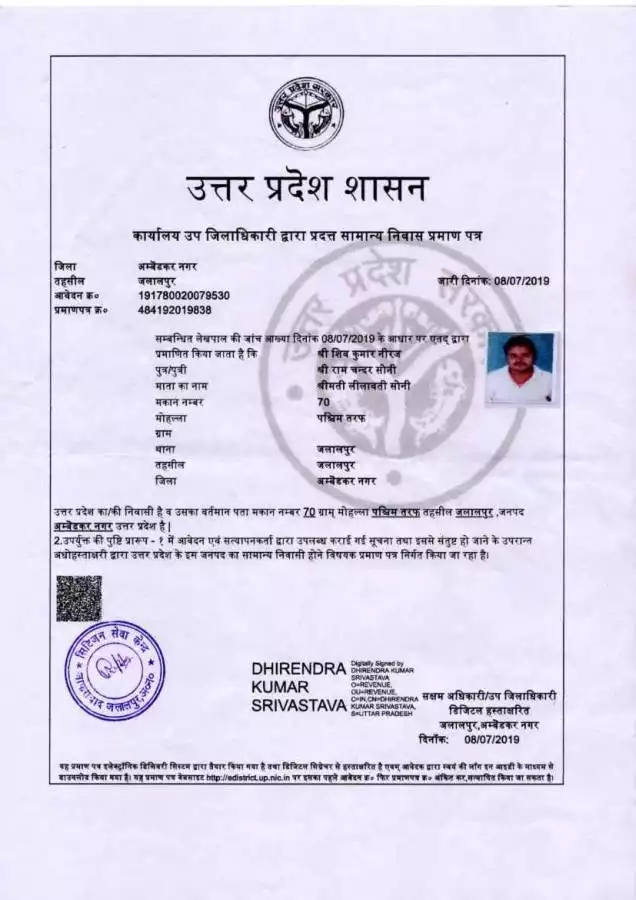 उत्तर प्रदेश सरकार
उत्तर प्रदेश शासन
कार्यालय उप जिलाधिकारी द्वारा प्रदत्त सामान्य निवास प्रमाण पत्र
जिला अम्बेडकर नगर
तहसील जलालपुर जारी दिनांक: 08/07/2019
आवेदन क्र० 191780020079530
प्रमाणपत्र क्र० 484192019838
सम्बन्धित लेखपाल की जांच आख्या दिनांक 08/07/2019 के आधार पर एतद् द्वारा
प्रमाणित किया जाता है कि श्री शिव कुमार नीरज
पुत्र/पुत्री श्री राम चन्दर सोनी
माता का नाम श्रीमती लीलावती सोनी
मकान नम्बर 70
मोहल्ला पश्चिम तरफ
ग्राम
थाना जलालपुर
तहसील जलालपुर
जिला अम्बेडकर नगर
उत्तर प्रदेश का/की निवासी है व उसका वर्तमान पता मकान नम्बर 70 ग्राम् मोहल्ला पश्चिम तरफ तहसील जलालपुर ,जनपद
अम्बेडकर नगर उत्तर प्रदेश है |
2.उपर्युक्त की पुष्टि प्रारूप - १ में आवेदन एवं सत्यापनकर्ता द्वारा उपलब्ध कराई गई सूचना तथा इससे संतुष्ट हो जाने के उपरान्त
अधोहस्ताक्षरी द्वारा उत्तर प्रदेश के इस जनपद का सामान्य निवासी होने विषयक प्रमाण पत्र निर्गत किया जा रहा है।
सिटिजन सेवा केन्द्र
जलालपुर
DHIRENDRA
KUMAR
SRIVASTAVA
Digitally Signed by
DHIRENDRA KUMAR
SRIVASTAVA
O=REVENUE,
OU=REVENUE,
C=IN,CN=DHIRENDRA
KUMAR SRIVASTAVA,
S=UTTAR PRADESH
सक्षम अधिकारी/उप जिलाधिकारी
डिजिटल हस्ताक्षरित
जलालपुर,अम्बेडकर नगर
दिनाँक: 08/07/2019
यह प्रमाण पत्र इलेक्ट्रॉनिक डिलिवरी सिस्टम द्वारा तैयार किया गया है तथा डिजिटल सिग्नेचर से हस्ताक्षरित है एवम् आवेदक द्वारा स्वयं की लॉग इन आइडी के माध्यम से
डाउनलोड किया गया है। यह प्रमाण पत्र वेबसाइट http://edistrict.up.nic.in पर इसका पहले आवेदन क्र० फिर प्रमाणपत्र क्र० अंकित कर,सत्यापित किया जा सकता है।